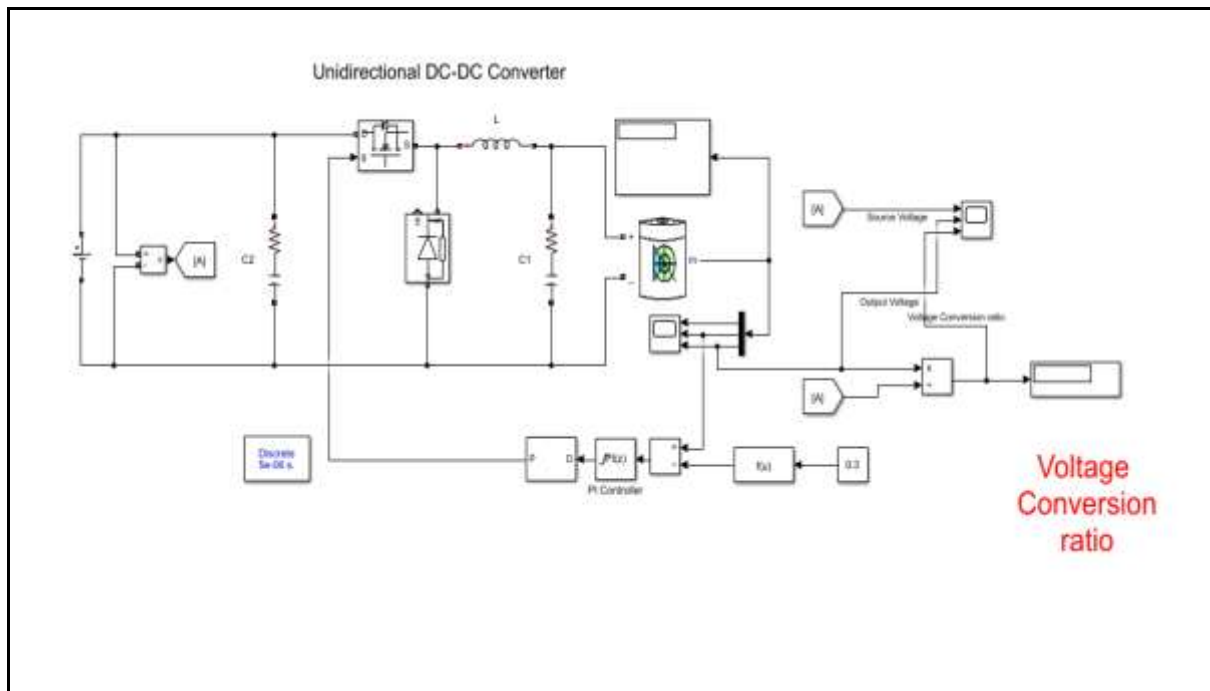 Unidirectional DC-DC Converter
L
C2
C1
[A]
m
[A]
Source Voltage
Output Voltage
Voltage Conversion ratio
[A]
Discrete
5e-06 s.
P
D
PI(z)
PI Controller
f(x)
0.3
Voltage
Conversion
ratio